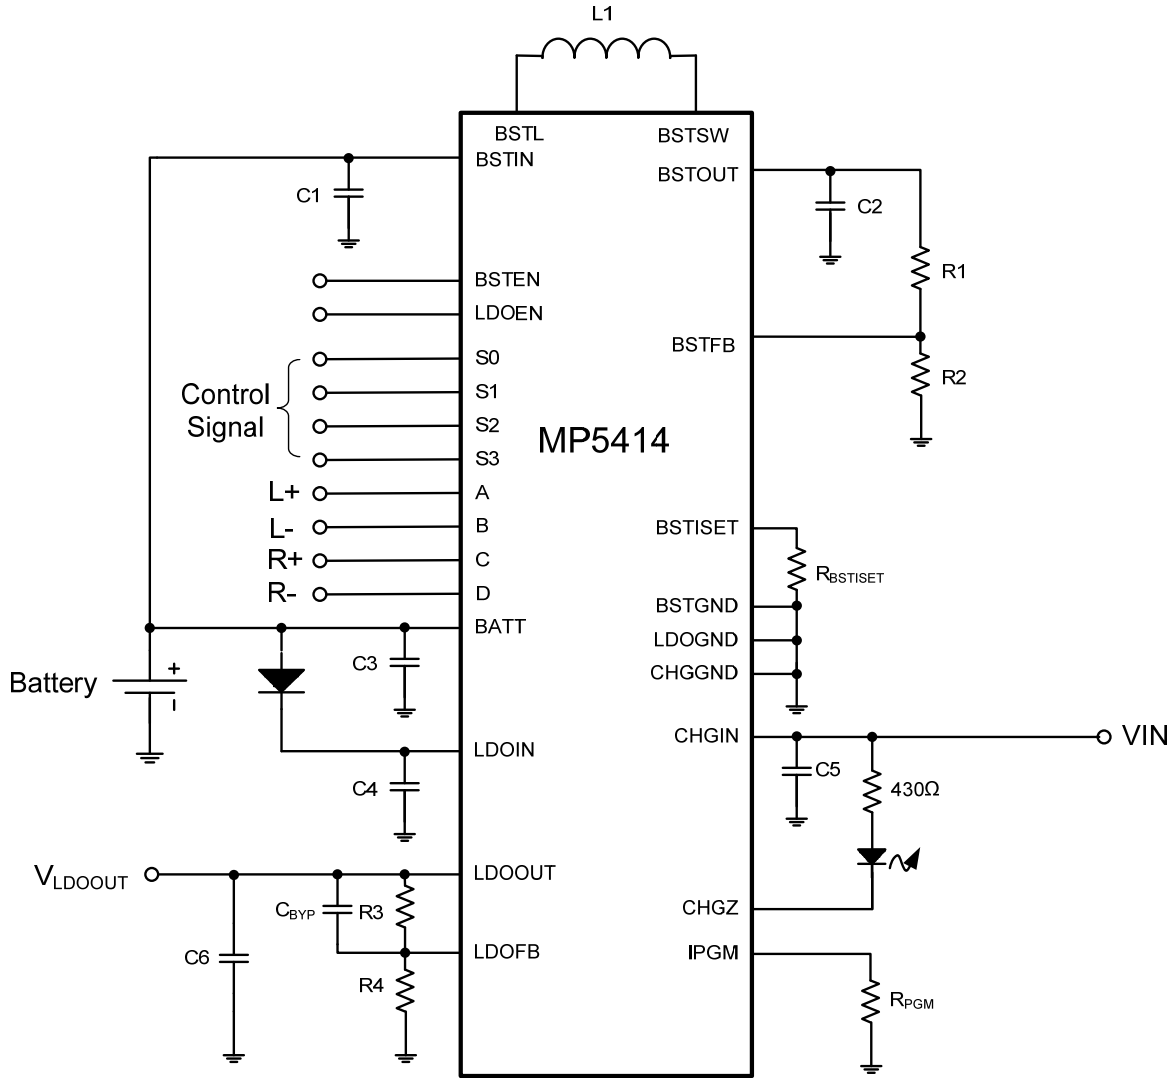 L1
BSTL
BSTSW
BSTIN
BSTOUT
C1
C2
BSTEN
R1
LDOEN
BSTFB
S0
Control
Signal
S1
R2
S2
MP5414
S3
L+
A
L-
B
BSTISET
R+
C
RBSTISET
R-
D
BSTGND
BATT
LDOGND
C3
CHGGND
Battery
+
-
CHGIN
VIN
LDOIN
C5
C4
430Ω
VLDOOUT
LDOOUT
CBYP
R3
CHGZ
C6
LDOFB
IPGM
R4
RPGM